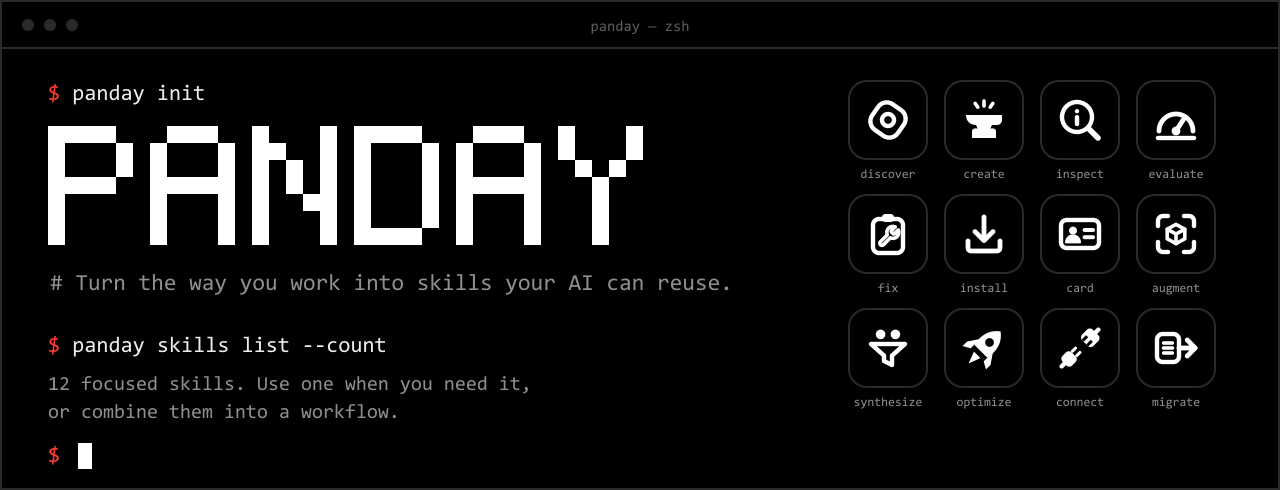 panday — zsh
$ panday init
PANDAY
# Turn the way you work into skills your AI can reuse.
$ panday skills list --count
12 focused skills. Use one when you need it,
or combine them into a workflow.
$
discover create inspect evaluate
fix install card augment
synthesize optimize connect migrate